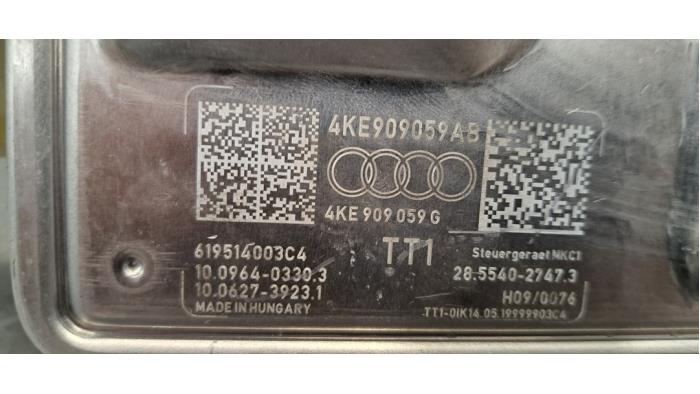 4KE909059AB
4KE 909 059 G
619514003C4
TT1
Steuergeraet MKC1
10.0964-0330.3
28.5540-2747.3
10.0627-3923.1
H09/0076
MADE IN HUNGARY
TT1-0IK14.05.19999903C4